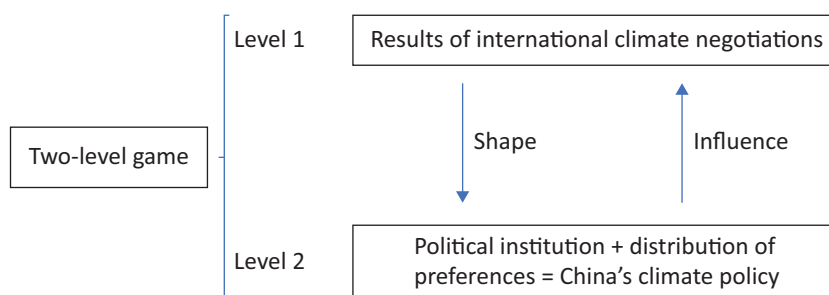 Level 1
Results of international climate negotiations
Two-level game
Shape
Influence
Level 2
Political institution + distribution of
preferences = China’s climate policy